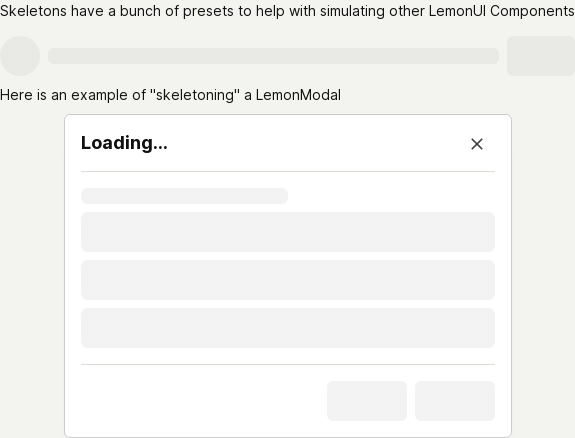 Skeletons have a bunch of presets to help with simulating other LemonUI Components
Here is an example of "skeletoning" a LemonModal
Loading...